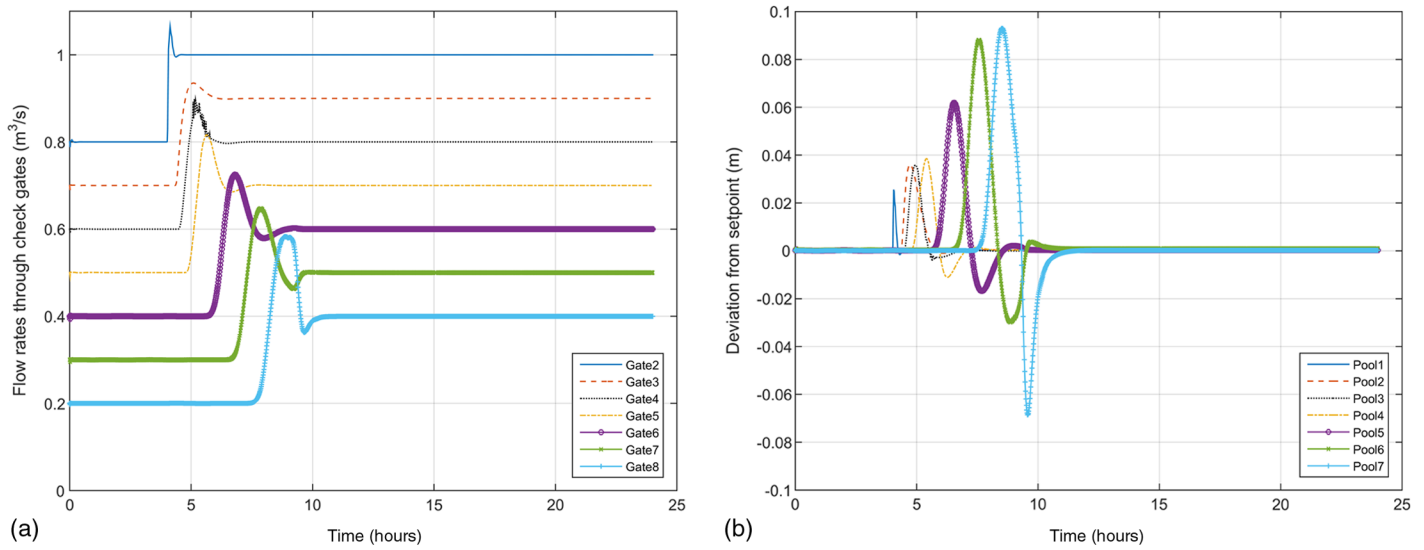 Flow rates through check gates (m³/s)
1
0.8
0.6
0.4
0.2
0
0
5
10
15
20
25
Time (hours)
Gate2
Gate3
Gate4
Gate5
Gate6
Gate7
Gate8
(a)
Deviation from setpoint (m)
0.1
0.08
0.06
0.04
0.02
0
-0.02
-0.04
-0.06
-0.08
-0.1
0
5
10
15
20
25
Time (hours)
Pool1
Pool2
Pool3
Pool4
Pool5
Pool6
Pool7
(b)